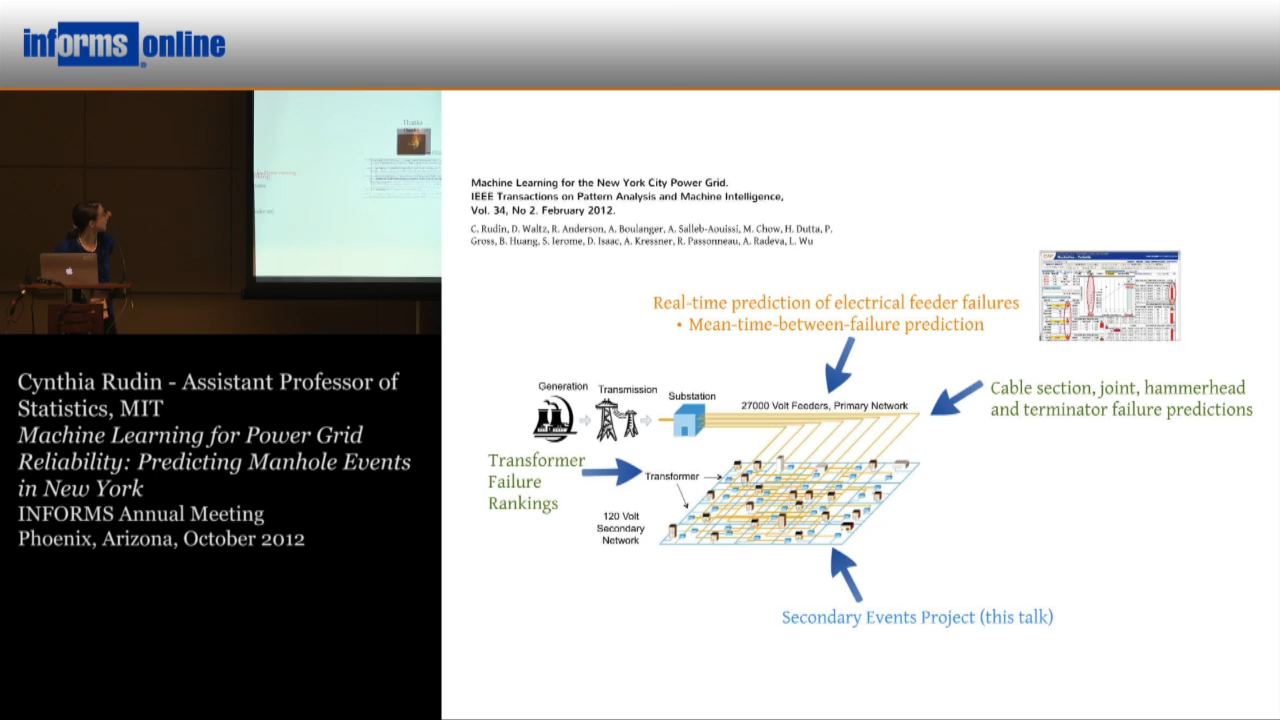 informs online
Thanks
Cynthia Rudin - Assistant Professor of
Statistics, MIT
Machine Learning for Power Grid
Reliability: Predicting Manhole Events
in New York
INFORMS Annual Meeting
Phoenix, Arizona, October 2012
Machine Learning for the New York City Power Grid.
IEEE Transactions on Pattern Analysis and Machine Intelligence,
Vol. 34, No 2. February 2012.
C. Rudin, D. Waltz, R. Anderson, A. Boulanger, A. Salleb-Aouissi, M. Chow, H. Dutta, P.
Gross, B. Huang, S. Ierome, D. Isaac, A. Kressner, R. Passonneau, A. Radeva, L. Wu
Real-time prediction of electrical feeder failures
• Mean-time-between-failure prediction
Cable section, joint, hammerhead
and terminator failure predictions
Generation
Transmission
Substation
27000 Volt Feeders, Primary Network
Transformer
Failure
Rankings
Transformer
120 Volt
Secondary
Network
Secondary Events Project (this talk)